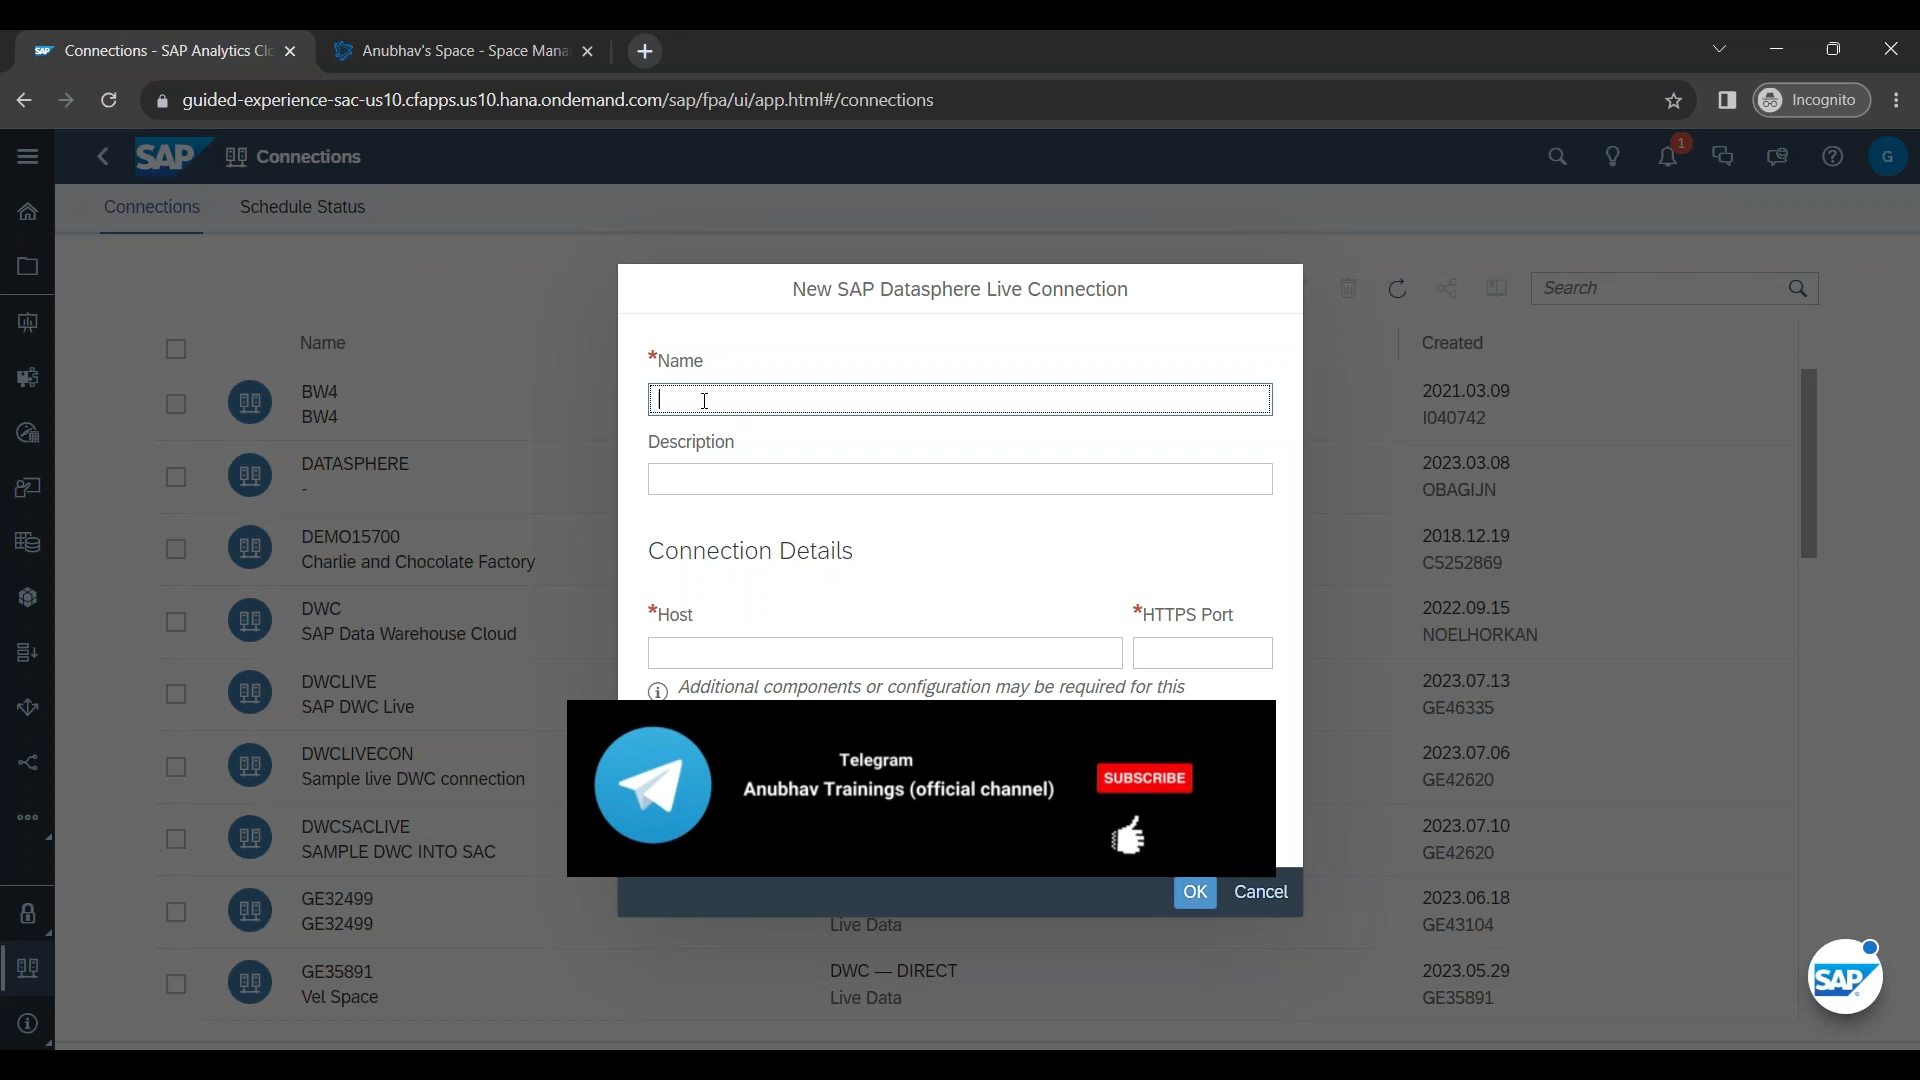 SAP Connections - SAP Analytics Clo
Anubhav's Space - Space Mana
guided-experience-sac-us10.cfapps.us10.hana.ondemand.com/sap/fpa/ui/app.html#/connections
Incognito
SAP Connections
1
G
Connections Schedule Status
Search
Name Created
BW4
BW4
2021.03.09
I040742
DATASPHERE
-
2023.03.08
OBAGIJN
DEMO15700
Charlie and Chocolate Factory
2018.12.19
C5252869
DWC
SAP Data Warehouse Cloud
2022.09.15
NOELHORKAN
DWCLIVE
SAP DWC Live
2023.07.13
GE46335
DWCLIVECON
Sample live DWC connection
2023.07.06
GE42620
DWCSACLIVE
SAMPLE DWC INTO SAC
2023.07.10
GE42620
GE32499
GE32499
Live Data
2023.06.18
GE43104
GE35891
Vel Space
DWC — DIRECT
Live Data
2023.05.29
GE35891
New SAP Datasphere Live Connection
*Name
Description
Connection Details
*Host *HTTPS Port
Additional components or configuration may be required for this
Telegram
Anubhav Trainings (official channel)
SUBSCRIBE
OK Cancel
SAP